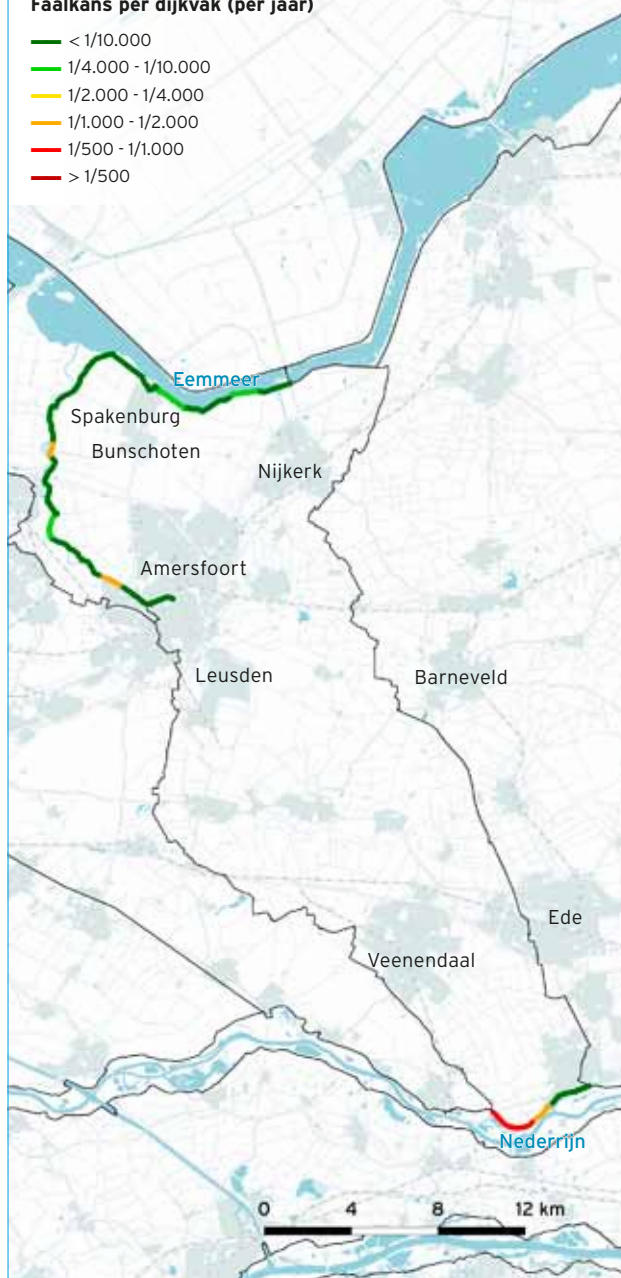 Faalkans per dijkvak (per jaar)
< 1/10.000
1/4.000 - 1/10.000
1/2.000 - 1/4.000
1/1.000 - 1/2.000
1/500 - 1/1.000
> 1/500
Eemmeer
Spakenburg
Bunschoten
Nijkerk
Amersfoort
Leusden
Barneveld
Ede
Veenendaal
Nederrijn
0 4 8 12 km